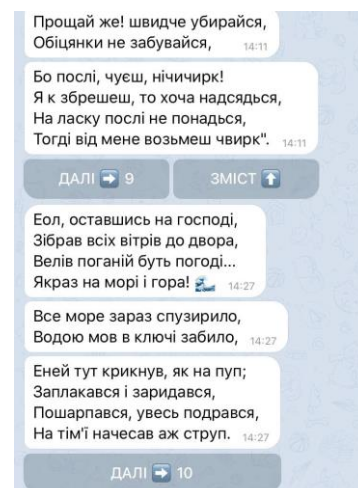 Прощай же! швидче убирайся,
Обіцянки не забувайся, 14:11
Бо послі, чуєш, нічичирк!
Я к збрешеш, то хоча надсядься,
На ласку послі не понадься,
Тогді від мене возьмеш чвирк". 14:11
ДАЛІ ➡️ 9 ЗМІСТ ⬆️
Еол, оставшись на господі,
Зібрав всіх вітрів до двора,
Велів поганій буть погоді...
Якраз на морі і гора! 🌊 14:27
Все море зараз спузирило,
Водою мов в ключі забило, 14:27
Еней тут крикнув, як на пуп;
Заплакався і заридався,
Пошарпався, увесь подрався,
На тім'ї начесав аж струп. 14:27
ДАЛІ ➡️ 10